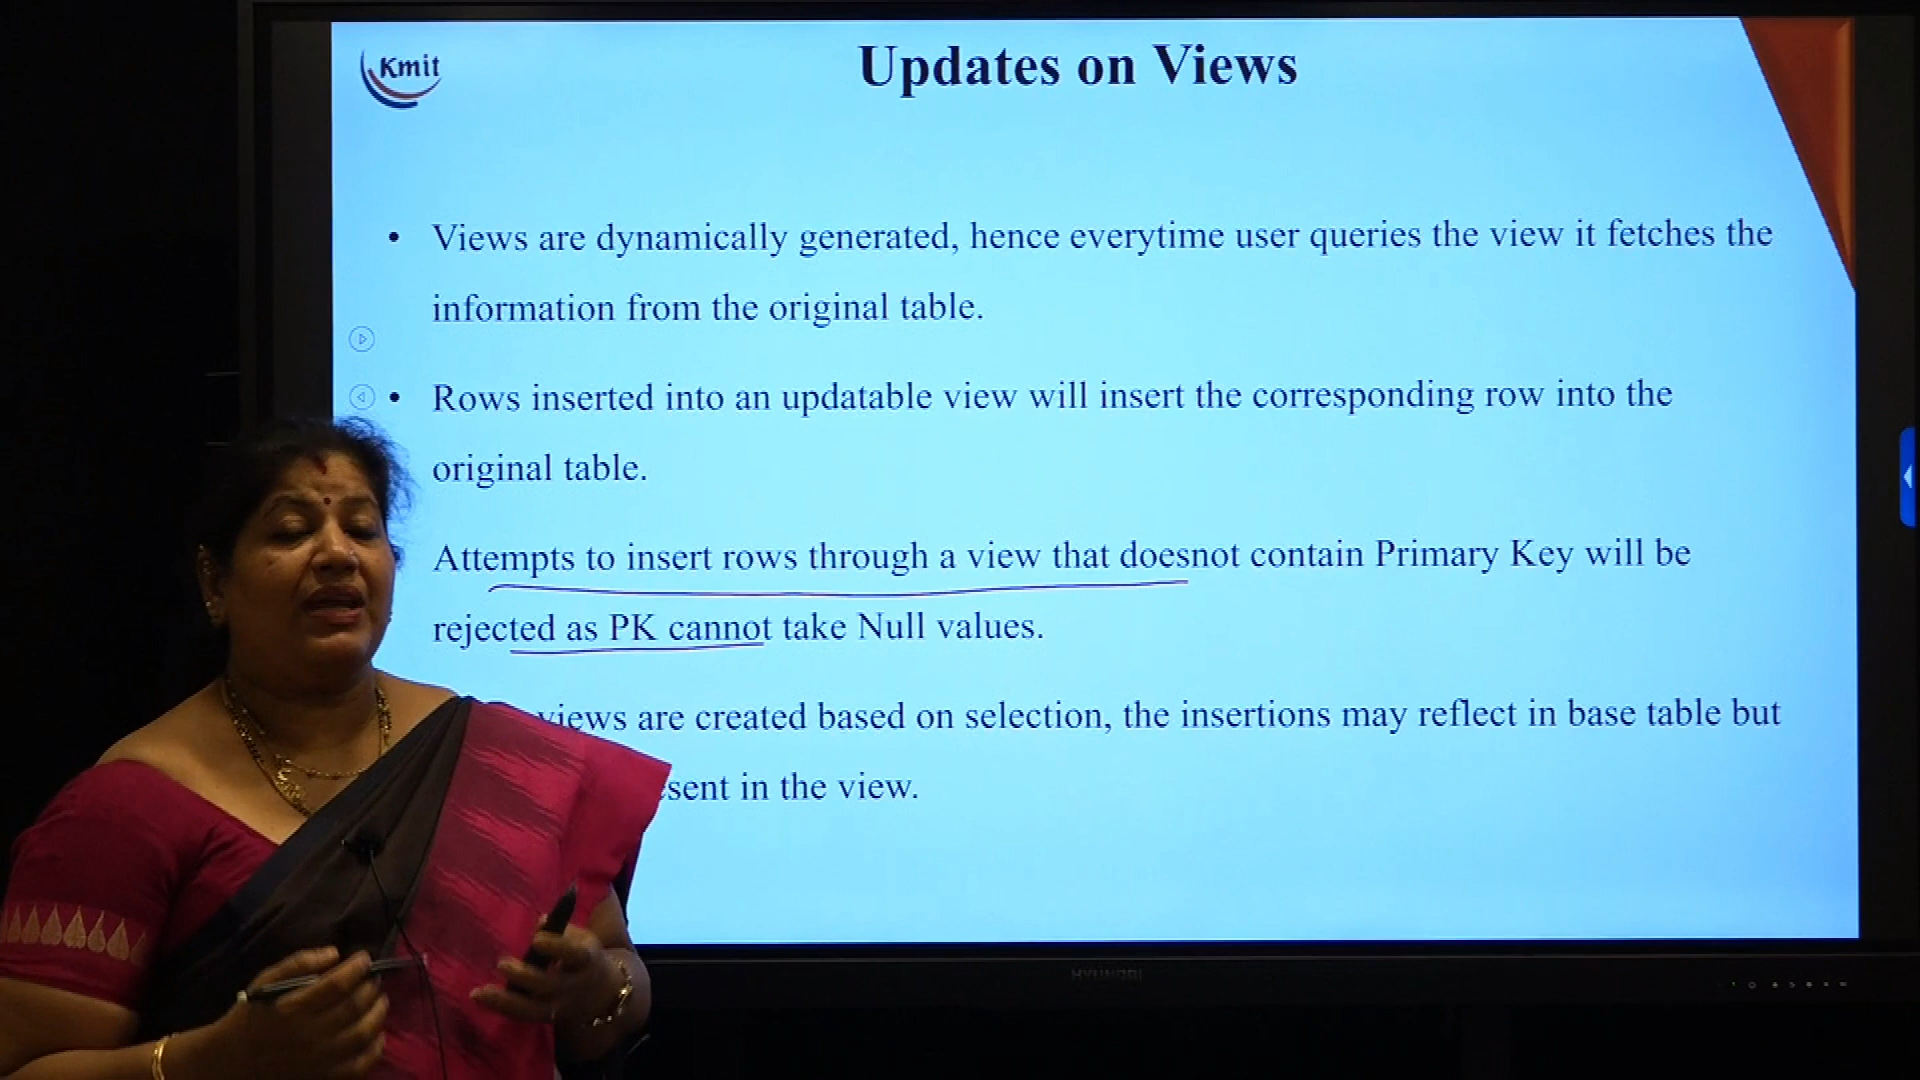 Kmit
Updates on Views
• Views are dynamically generated, hence everytime user queries the view it fetches the
information from the original table.
• Rows inserted into an updatable view will insert the corresponding row into the
original table.
Attempts to insert rows through a view that doesnot contain Primary Key will be
rejected as PK cannot take Null values.
views are created based on selection, the insertions may reflect in base table but
in the view.
HYUNDAI